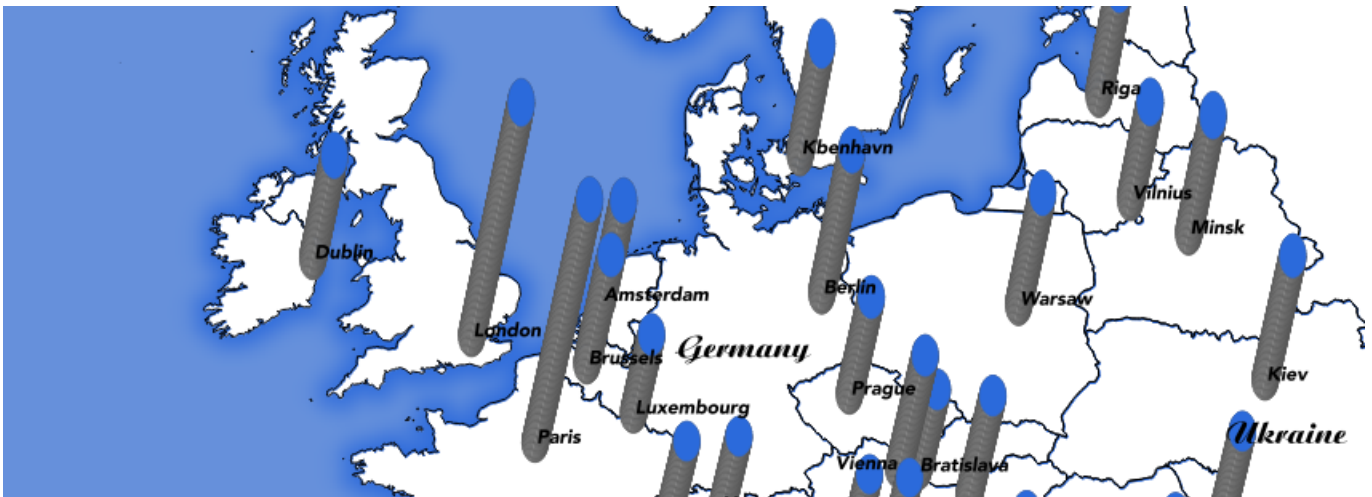 Riga
Kbenhavn
Vilnius
Minsk
Dublin
Berlin
Amsterdam
Warsaw
London
Germany
Brussels
Kiev
Prague
Luxembourg
Paris
Ukraine
Vienna
Bratislava